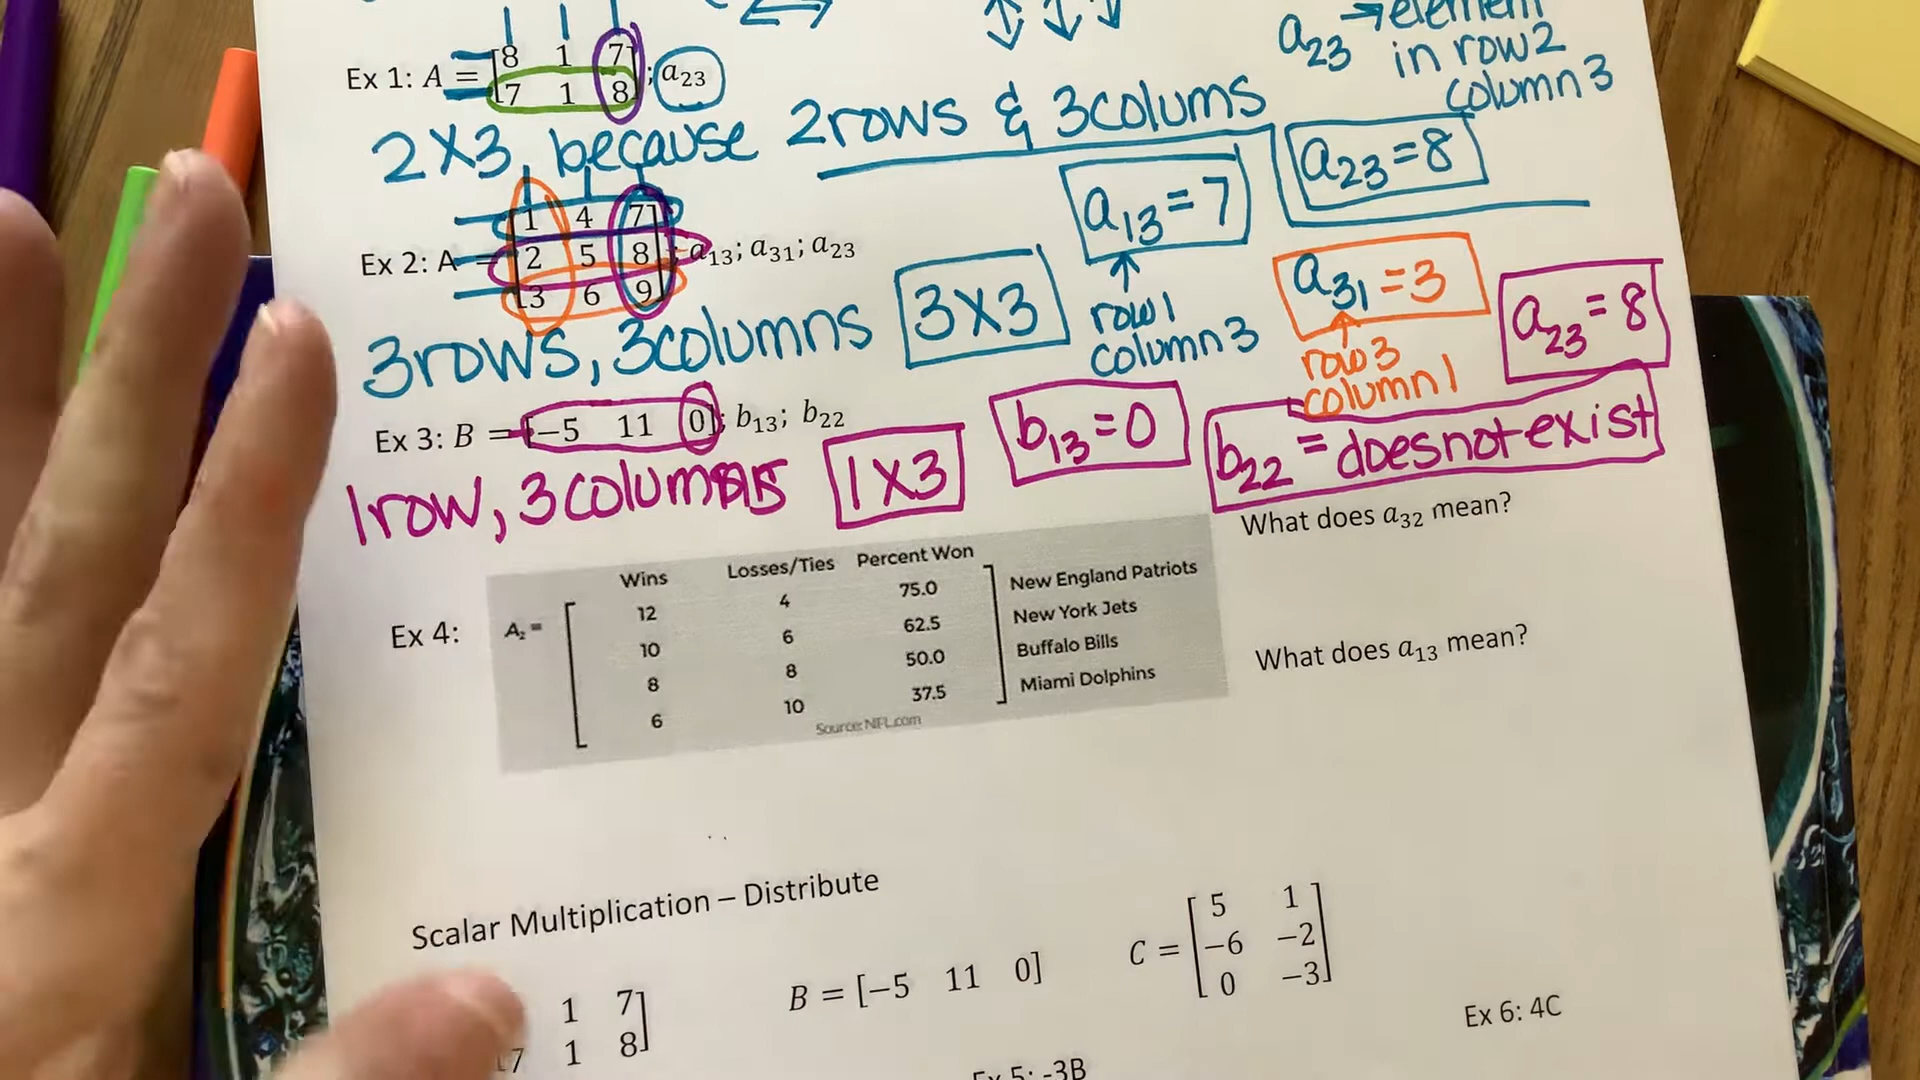 a₂₃ → element
in row 2
column 3
Ex 1: A = [8 1 7
7 1 8]; a₂₃
2X3, because 2rows & 3colums
a₂₃=8
Ex 2: A = [1 4 7
2 5 8
3 6 9]; a₁₃; a₃₁; a₂₃
3rows, 3columns 3X3
a₁₃=7
row 1
column 3
a₃₁=3
row 3
column 1
a₂₃=8
Ex 3: B = [−5 11 0]; b₁₃; b₂₂
1row, 3columns 1X3
b₁₃=0
b₂₂ = does not exist
What does a₃₂ mean?
What does a₁₃ mean?
Ex 4:
A₂ =
Wins Losses/Ties Percent Won
12 4 75.0 New England Patriots
10 6 62.5 New York Jets
8 8 50.0 Buffalo Bills
6 10 37.5 Miami Dolphins
Source: NFL.com
Scalar Multiplication – Distribute
1 7]
7 1 8]
B = [−5 11 0]
C = [5 1
−6 −2
0 −3]
Ex 5: -3B
Ex 6: 4C